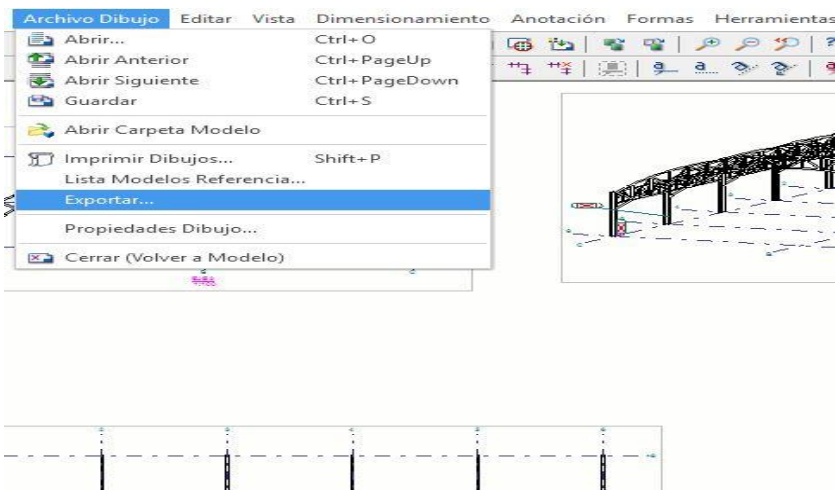 Archivo Dibujo Editar Vista Dimensionamiento Anotación Formas Herramientas
Abrir... Ctrl+O
Abrir Anterior Ctrl+PageUp
Abrir Siguiente Ctrl+PageDown
Guardar Ctrl+S
Abrir Carpeta Modelo
Imprimir Dibujos... Shift+P
Lista Modelos Referencia...
Exportar...
Propiedades Dibujo...
Cerrar (Volver a Modelo)